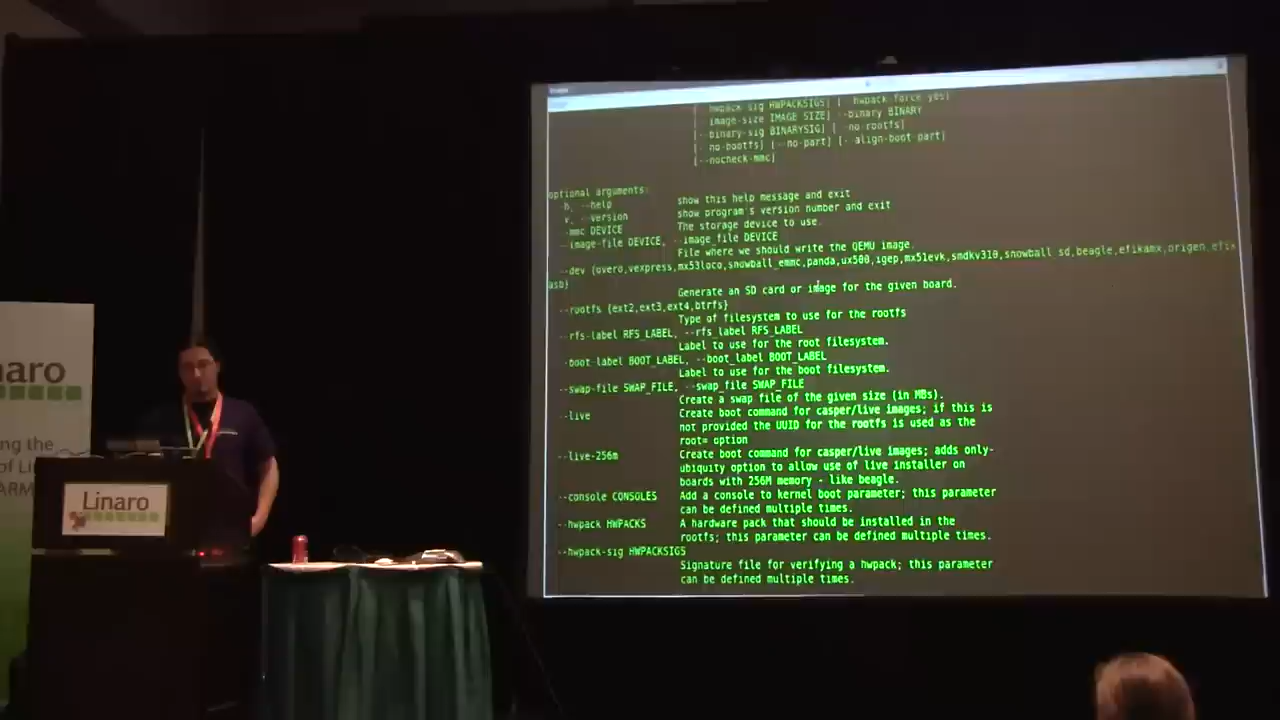 [--hwpack-sig HWPACKSIGS] [--hwpack-force-yes]
[--image-size IMAGE_SIZE] --binary BINARY
[--binary-sig BINARYSIG] [--no-rootfs]
[--no-bootfs] [--no-part] [--align-boot-part]
[--nocheck-mmc]
optional arguments:
-h, --help show this help message and exit
-v, --version show program's version number and exit
--mmc DEVICE The storage device to use.
--image-file DEVICE, --image_file DEVICE
File where we should write the QEMU image.
--dev {overo,vexpress,mx53loco,snowball_emmc,panda,ux500,igep,mx51evk,smdkv310,snowball_sd,beagle,efikamx,origen,efik
asb}
Generate an SD card or image for the given board.
--rootfs {ext2,ext3,ext4,btrfs}
Type of filesystem to use for the rootfs
--rfs-label RFS_LABEL, --rfs_label RFS_LABEL
Label to use for the root filesystem.
--boot-label BOOT_LABEL, --boot_label BOOT_LABEL
Label to use for the boot filesystem.
--swap-file SWAP_FILE, --swap_file SWAP_FILE
Create a swap file of the given size (in MBs).
--live Create boot command for casper/live images; if this is
not provided the UUID for the rootfs is used as the
root= option
--live-256m Create boot command for casper/live images; adds only-
ubiquity option to allow use of live installer on
boards with 256M memory - like beagle.
--console CONSOLES Add a console to kernel boot parameter; this parameter
can be defined multiple times.
--hwpack HWPACKS A hardware pack that should be installed in the
rootfs; this parameter can be defined multiple times.
--hwpack-sig HWPACKSIGS
Signature file for verifying a hwpack; this parameter
can be defined multiple times.
naro
ing the
of Li
ARM
Linaro